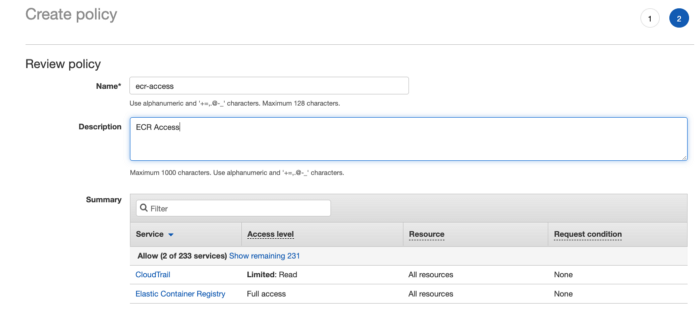 Create policy
1
2
Review policy
Name*
ecr-access
Use alphanumeric and '+=,.@-_' characters. Maximum 128 characters.
Description
ECR Access
Maximum 1000 characters. Use alphanumeric and '+=,.@-_' characters.
Summary
Filter
Service Access level Resource Request condition
Allow (2 of 233 services) Show remaining 231
CloudTrail Limited: Read All resources None
Elastic Container Registry Full access All resources None